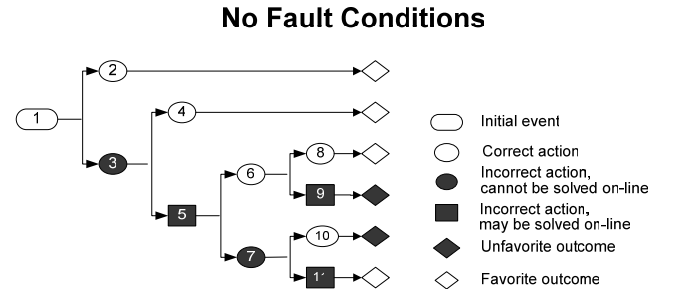 No Fault Conditions
2
1
4
Initial event
3
8
Correct action
6
Incorrect action,
cannot be solved on-line
9
5
Incorrect action,
may be solved on-line
10
Unfavorite outcome
7
11
Favorite outcome